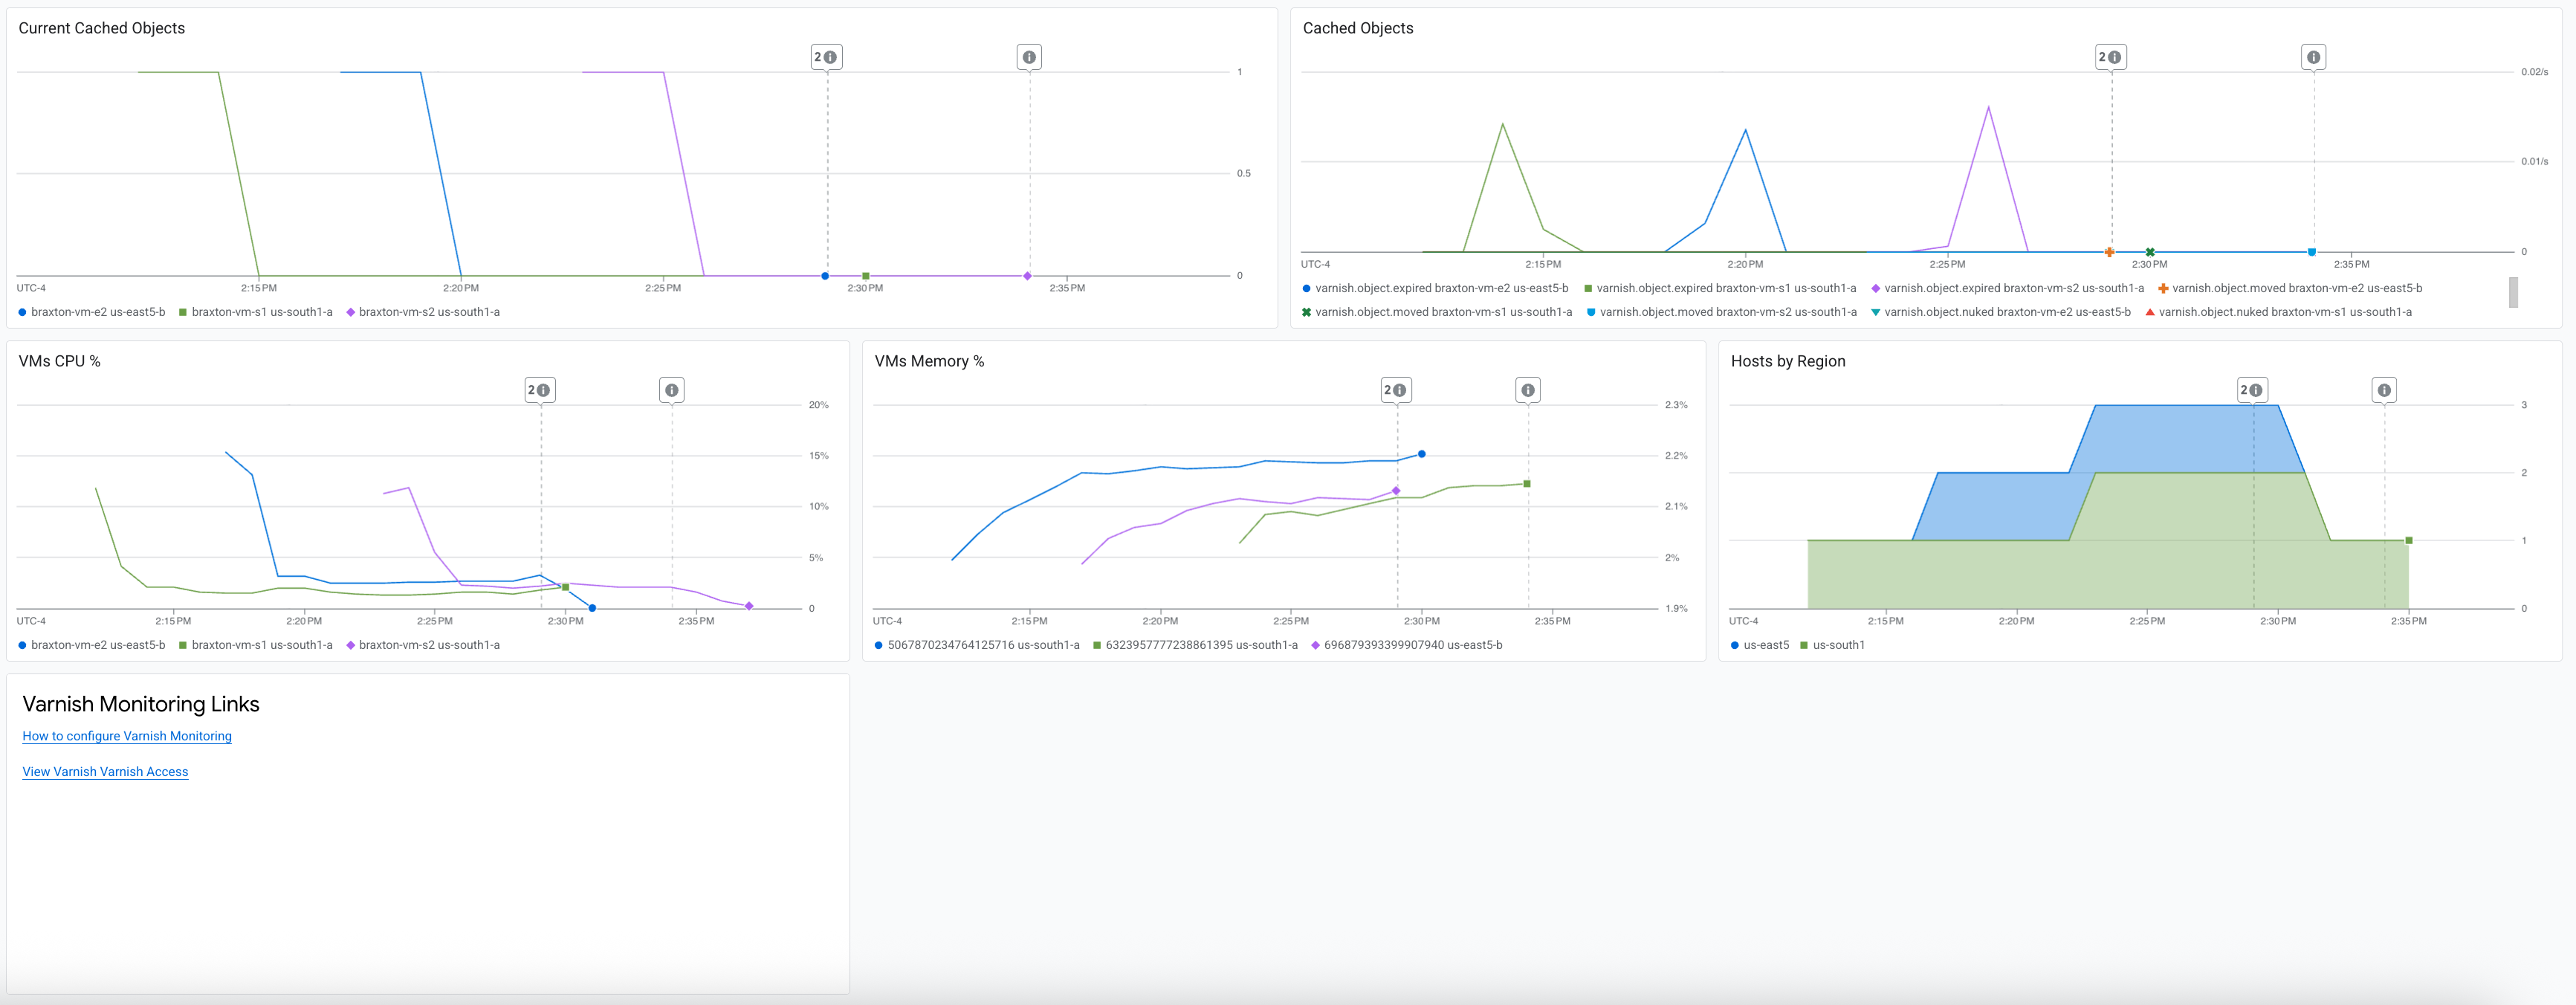 Current Cached Objects
2
1
0.5
0
UTC-4
2:15 PM
2:20 PM
2:25 PM
2:30 PM
2:35 PM
braxton-vm-e2 us-east5-b
braxton-vm-s1 us-south1-a
braxton-vm-s2 us-south1-a
Cached Objects
2
0.02/s
0.01/s
0
UTC-4
2:15 PM
2:20 PM
2:25 PM
2:30 PM
2:35 PM
varnish.object.expired braxton-vm-e2 us-east5-b
varnish.object.expired braxton-vm-s1 us-south1-a
varnish.object.expired braxton-vm-s2 us-south1-a
varnish.object.moved braxton-vm-e2 us-east5-b
varnish.object.moved braxton-vm-s1 us-south1-a
varnish.object.moved braxton-vm-s2 us-south1-a
varnish.object.nuked braxton-vm-e2 us-east5-b
varnish.object.nuked braxton-vm-s1 us-south1-a
VMs CPU %
2
20%
15%
10%
5%
0
UTC-4
2:15 PM
2:20 PM
2:25 PM
2:30 PM
2:35 PM
braxton-vm-e2 us-east5-b
braxton-vm-s1 us-south1-a
braxton-vm-s2 us-south1-a
VMs Memory %
2
2.3%
2.2%
2.1%
2%
1.9%
UTC-4
2:15 PM
2:20 PM
2:25 PM
2:30 PM
2:35 PM
5067870234764125716 us-south1-a
6323957777238861395 us-south1-a
696879393399907940 us-east5-b
Hosts by Region
2
3
2
1
0
UTC-4
2:15 PM
2:20 PM
2:25 PM
2:30 PM
2:35 PM
us-east5
us-south1
Varnish Monitoring Links
How to configure Varnish Monitoring
View Varnish Varnish Access